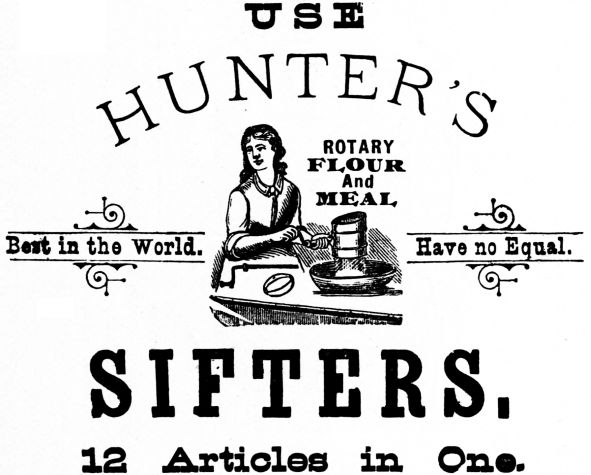 USE
HUNTER'S
ROTARY
FLOUR
And
MEAL
Best in the World.
Have no Equal.
SIFTERS.
12 Articles in One.